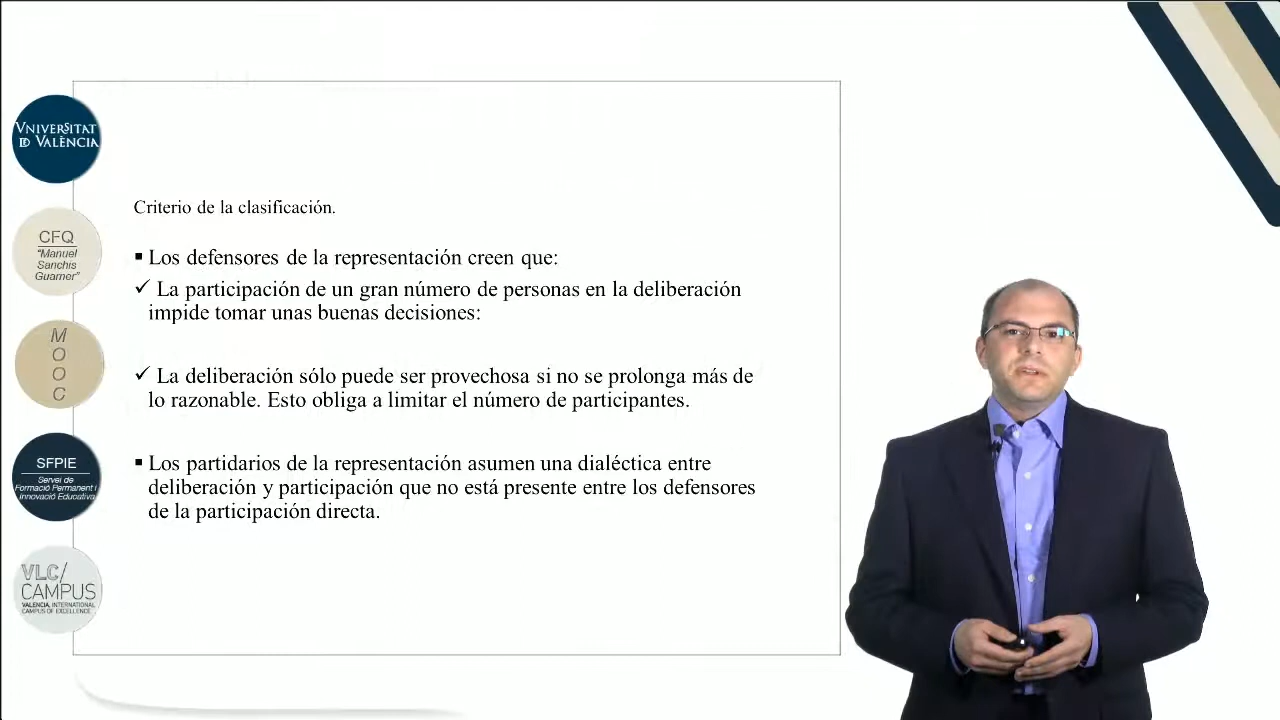 VNIVERSITAT
D VALÈNCIA
CFQ
"Manuel
Sanchis
Guarner"
M
O
O
C
SFPIE
Servei de
Formació Permanent i
Innovació Educativa
VLC/
CAMPUS
VALENCIA, INTERNATIONAL
CAMPUS OF EXCELLENCE
Criterio de la clasificación.
▪ Los defensores de la representación creen que:
✓ La participación de un gran número de personas en la deliberación
impide tomar unas buenas decisiones:
✓ La deliberación sólo puede ser provechosa si no se prolonga más de
lo razonable. Esto obliga a limitar el número de participantes.
▪ Los partidarios de la representación asumen una dialéctica entre
deliberación y participación que no está presente entre los defensores
de la participación directa.